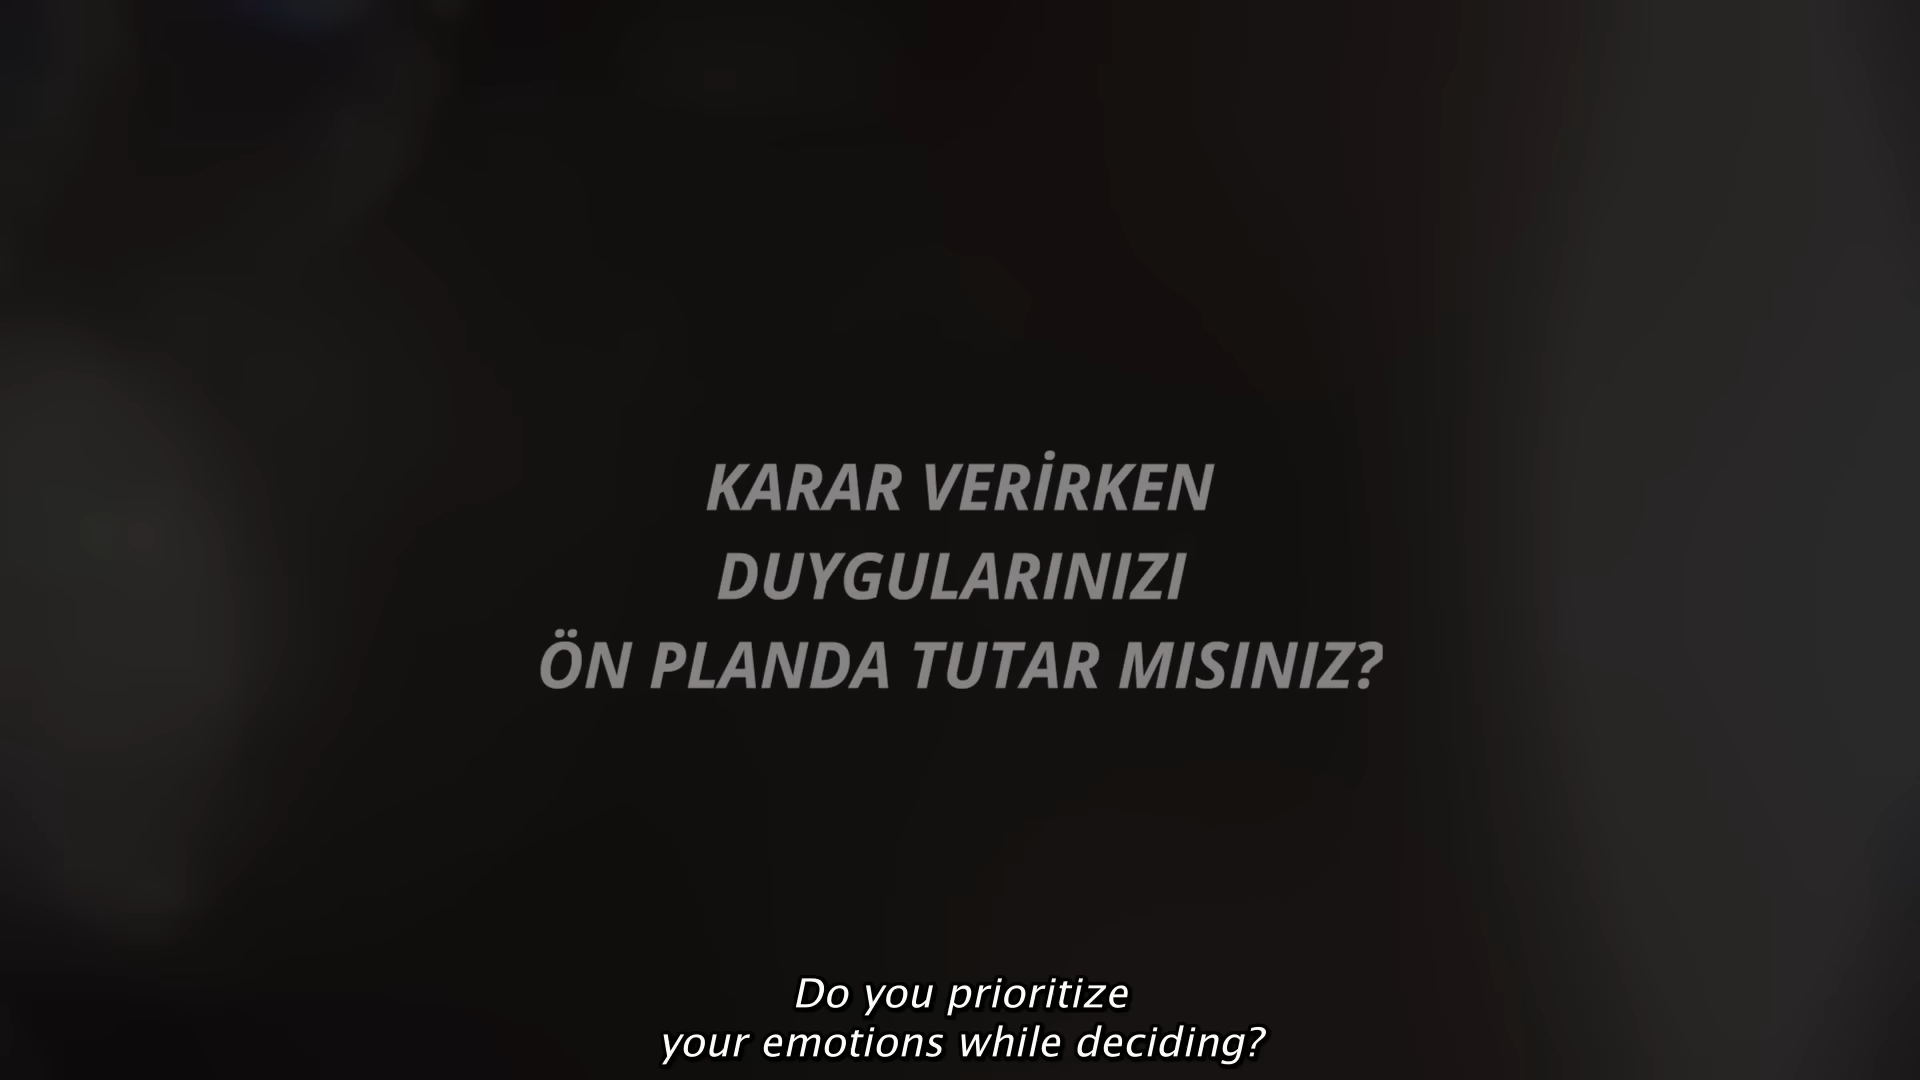 KARAR VERİRKEN
DUYGULARINIZI
ÖN PLANDA TUTAR MISINIZ?
Do you prioritize
your emotions while deciding?